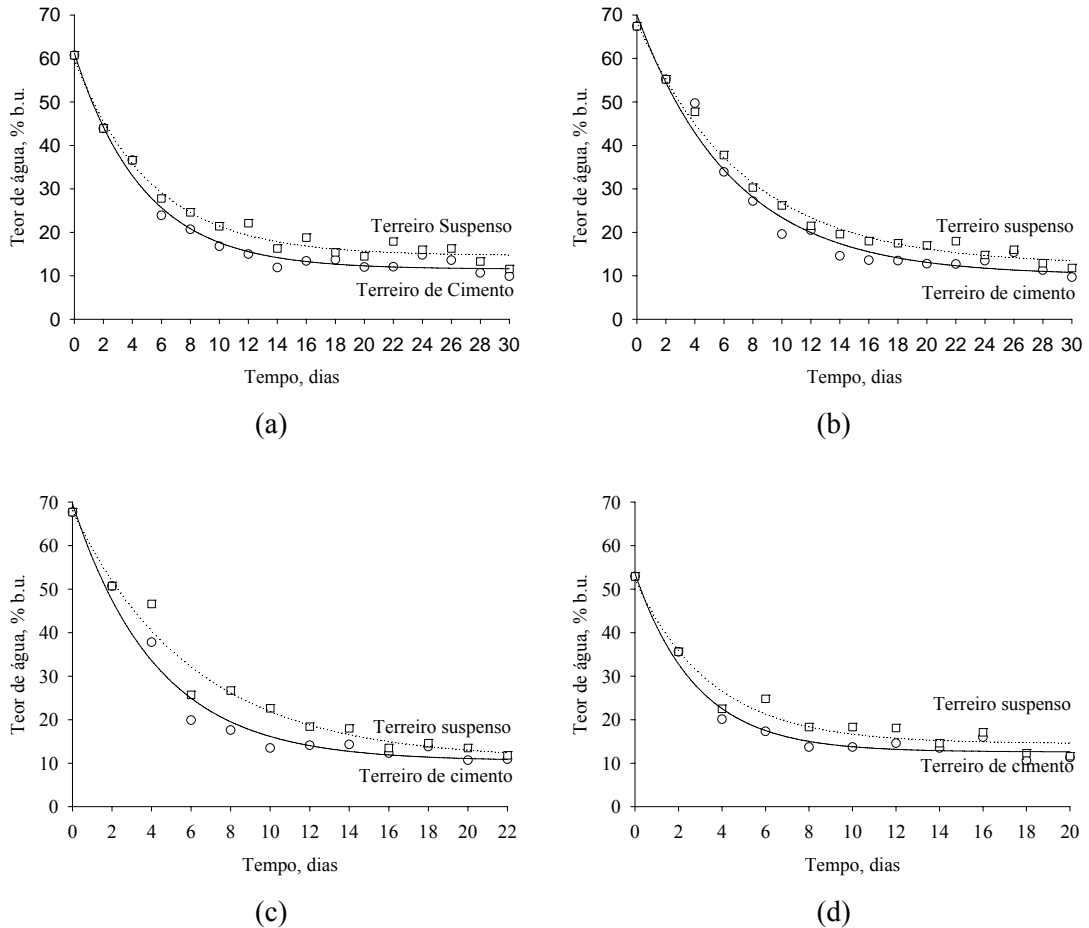 70
60
50
40
30
20
10
0
Teor de água, % b.u.
Terreiro Suspenso
Terreiro de Cimento
0 2 4 6 8 10 12 14 16 18 20 22 24 26 28 30
Tempo, dias
(a)
70
60
50
40
30
20
10
0
Teor de água, % b.u.
Terreiro suspenso
Terreiro de cimento
0 2 4 6 8 10 12 14 16 18 20 22 24 26 28 30
Tempo, dias
(b)
70
60
50
40
30
20
10
0
Teor de água, % b.u.
Terreiro suspenso
Terreiro de cimento
0 2 4 6 8 10 12 14 16 18 20 22
Tempo, dias
(c)
70
60
50
40
30
20
10
0
Teor de água, % b.u.
Terreiro suspenso
Terreiro de cimento
0 2 4 6 8 10 12 14 16 18 20
Tempo, dias
(d)